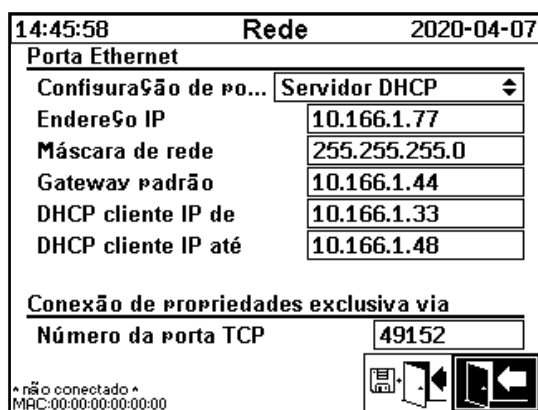 14:45:58 Rede 2020-04-07
Porta Ethernet
Configuração de po... Servidor DHCP
Endereço IP 10.166.1.77
Máscara de rede 255.255.255.0
Gateway padrão 10.166.1.44
DHCP cliente IP de 10.166.1.33
DHCP cliente IP até 10.166.1.48
Conexão de propriedades exclusiva via
Número da porta TCP 49152
* não conectado *
MAC:00:00:00:00:00:00